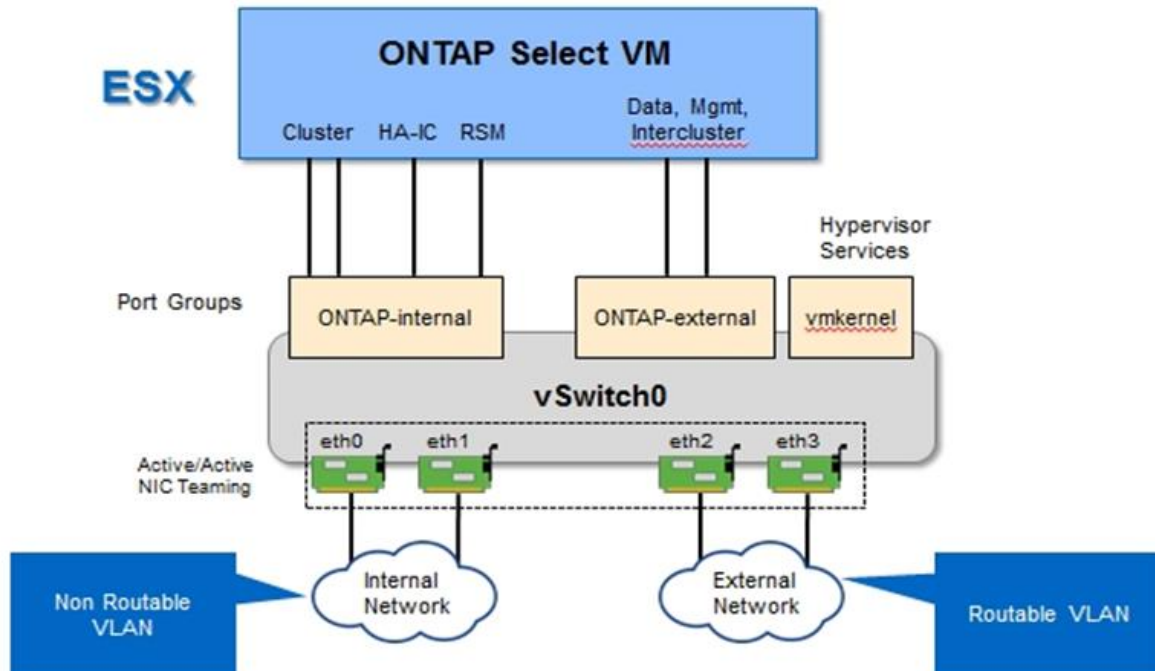 ONTAP Select VM
ESX
Data, Mgmt,
Intercluster
Cluster
HA-IC
RSM
Hypervisor
Services
Port Groups
ONTAP-internal
ONTAP-external
vmkernel
vSwitch0
eth0
eth1
eth2
eth3
Active/Active
NIC Teaming
Internal
Network
External
Network
Non Routable
VLAN
Routable VLAN